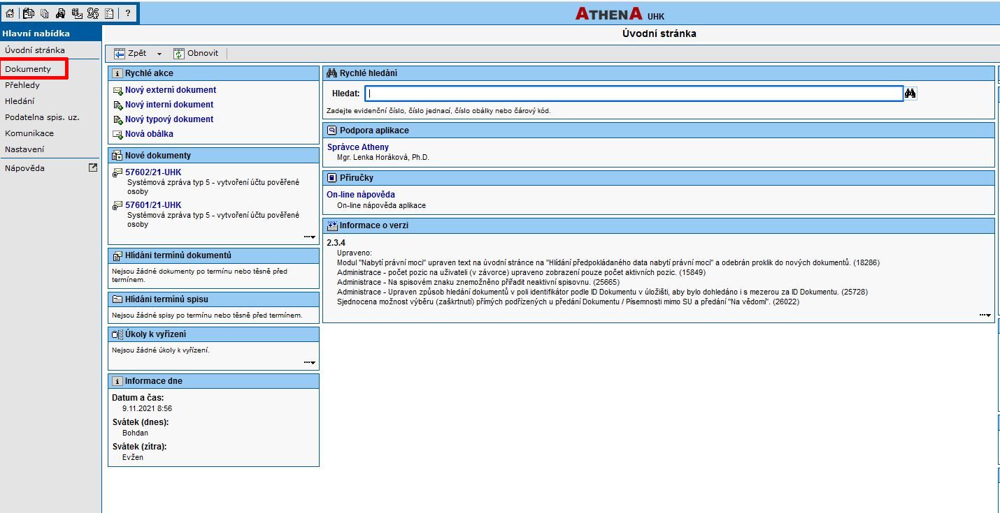 ?
ATHENA UHK
Hlavní nabídka
Úvodní stránka
Úvodní stránka
Dokumenty
Přehledy
Hledání
Podatelna spis. uz.
Komunikace
Nastavení
Nápověda
Zpět
Obnovit
Rychlé akce
Nový externí dokument
Nový interní dokument
Nový typový dokument
Nová obálka
Nové dokumenty
57602/21-UHK
Systémová zpráva typ 5 - vytvoření účtu pověřené
osoby
57601/21-UHK
Systémová zpráva typ 5 - vytvoření účtu pověřené
osoby
Hlídání termínů dokumentů
Nejsou žádné dokumenty po termínu nebo těsně před
termínem.
Hlídání termínů spisu
Nejsou žádné spisy po termínu nebo těsně před termínem.
Úkoly k vyřízení
Nejsou žádné úkoly k vyřízení.
Informace dne
Datum a čas:
9.11.2021 8:56
Svátek (dnes):
Bohdan
Svátek (zítra):
Evžen
Rychlé hledání
Hledat:
Zadejte evidenční číslo, číslo jednací, číslo obálky nebo čárový kód.
Podpora aplikace
Správce Atheny
Mgr. Lenka Horáková, Ph.D.
Příručky
On-line nápověda
On-line nápověda aplikace
Informace o verzi
2.3.4
Upraveno:
Modul "Nabytí právní moci" upraven text na úvodní stránce na "Hlídání předpokládaného data nabytí právní moci" a odebrán proklik do nových dokumentů. (18286)
Administrace - počet pozic na uživateli (v závorce) upraveno zobrazení pouze počet aktivních pozic. (15849)
Administrace - Na spisovém znaku znemožněno přiřadit neaktivní spisovnu. (25665)
Administrace - Upraven způsob hledání dokumentů v poli identifikátor podle ID Dokumentu v úložišti, aby bylo dohledáno i s mezerou za ID Dokumentu. (25728)
Sjednocena možnost výběru (zaškrtnutí) přímých podřízených u předání Dokumentu / Písemnosti mimo SU a předání "Na vědomí". (26022)